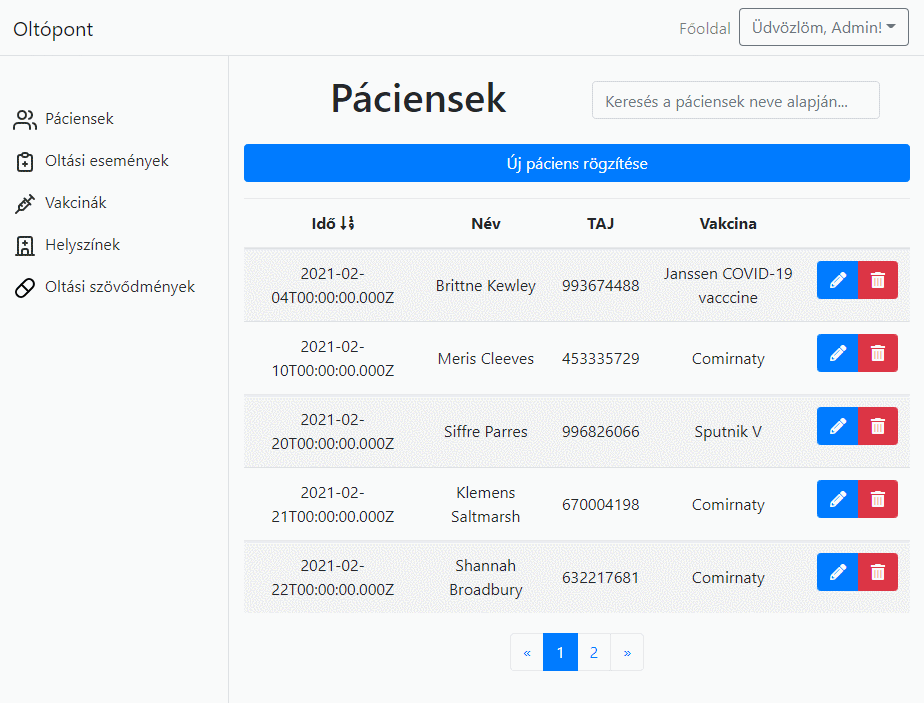 Oltópont
Főoldal
Üdvözlöm, Admin!
Páciensek
Oltási események
Vakcinák
Helyszínek
Oltási szövődmények
Páciensek
Keresés a páciensek neve alapján...
Új páciens rögzítése
Idő Név TAJ Vakcina
2021-02-
04T00:00:00.000Z
Brittne Kewley
993674488
Janssen COVID-19
vacccine
2021-02-
10T00:00:00.000Z
Meris Cleeves
453335729
Comirnaty
2021-02-
20T00:00:00.000Z
Siffre Parres
996826066
Sputnik V
2021-02-
21T00:00:00.000Z
Klemens
Saltmarsh
670004198
Comirnaty
2021-02-
22T00:00:00.000Z
Shannah
Broadbury
632217681
Comirnaty
« 1 2 »